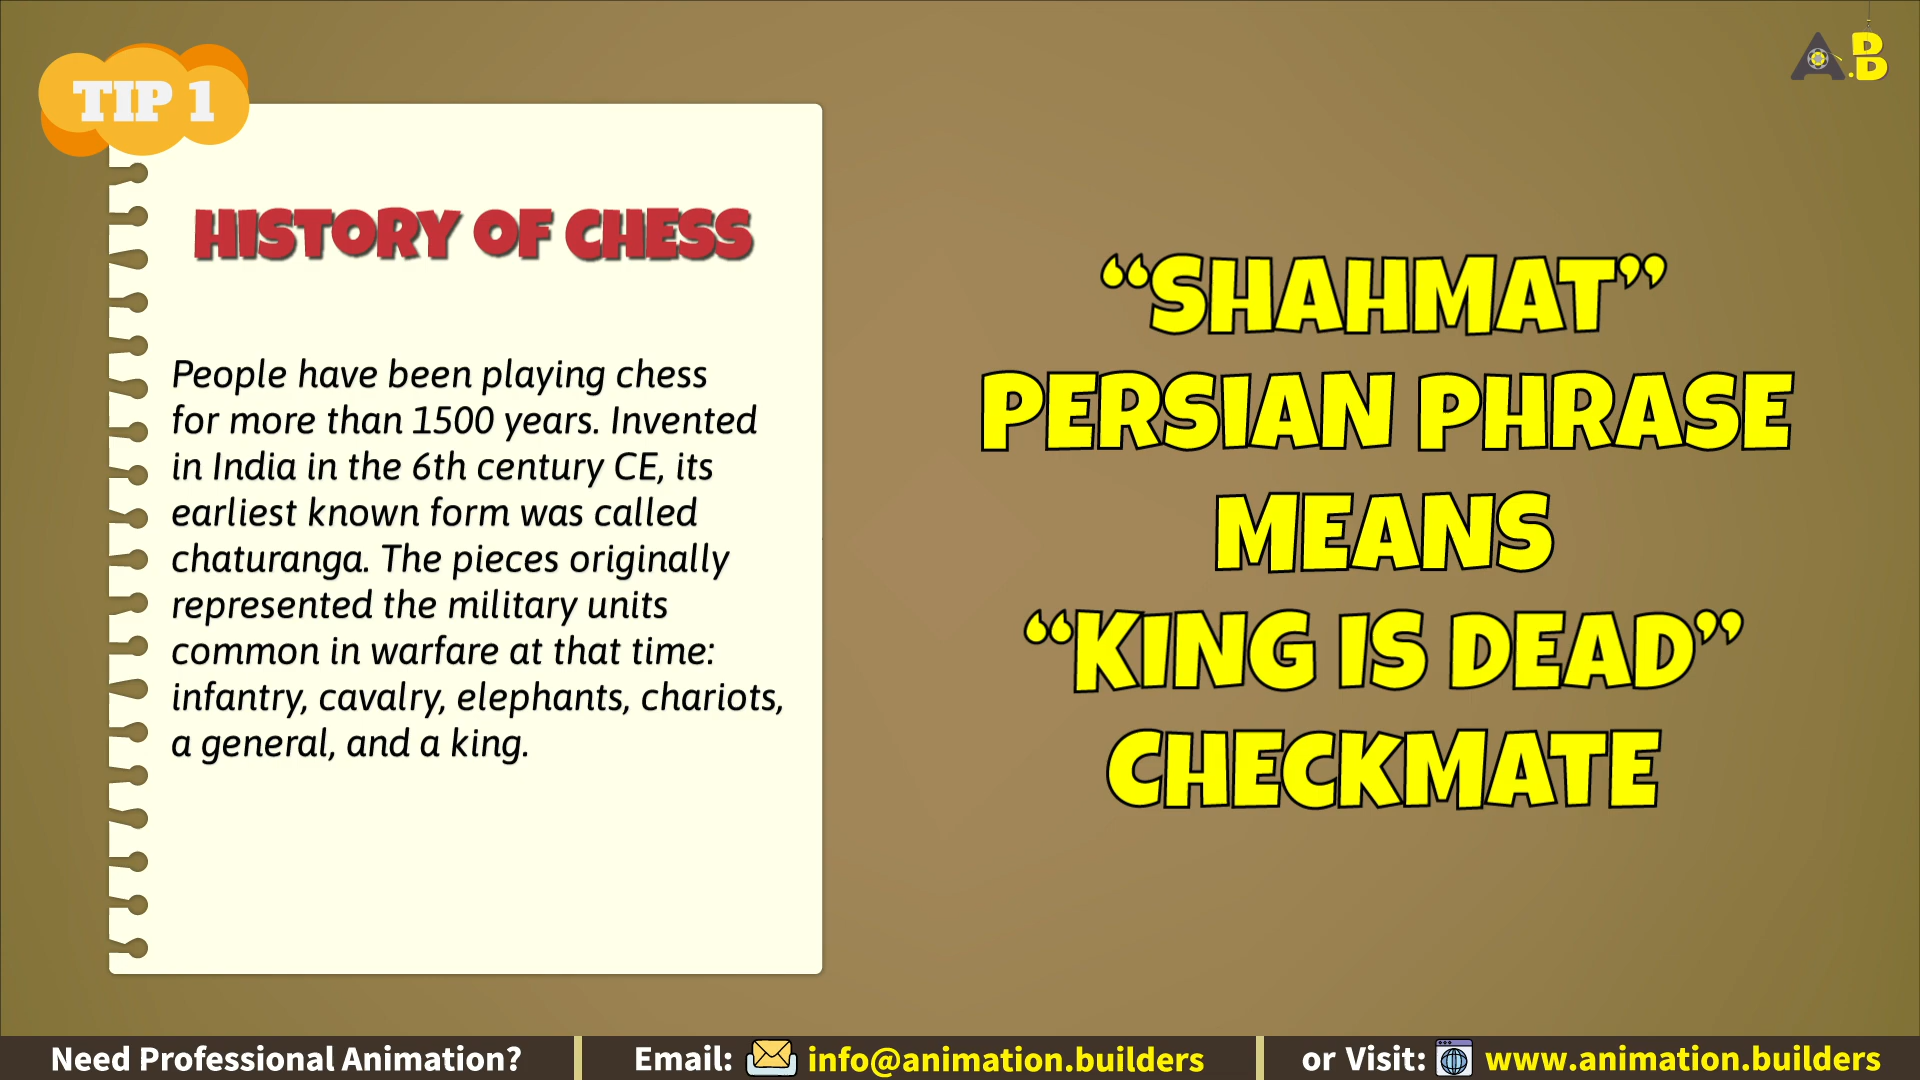 TIP 1
HISTORY OF CHESS
People have been playing chess
for more than 1500 years. Invented
in India in the 6th century CE, its
earliest known form was called
chaturanga. The pieces originally
represented the military units
common in warfare at that time:
infantry, cavalry, elephants, chariots,
a general, and a king.
“SHAHMAT”
PERSIAN PHRASE
MEANS
“KING IS DEAD”
CHECKMATE
A.B
Need Professional Animation?
Email: info@animation.builders
or Visit: www.animation.builders